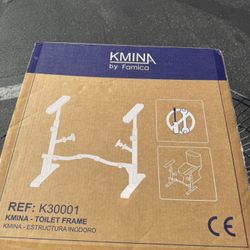 KMINA
by Famica
REF: K30001
KMINA - TOILET FRAME
KMINA - ESTRUCTURA INODORO
CE